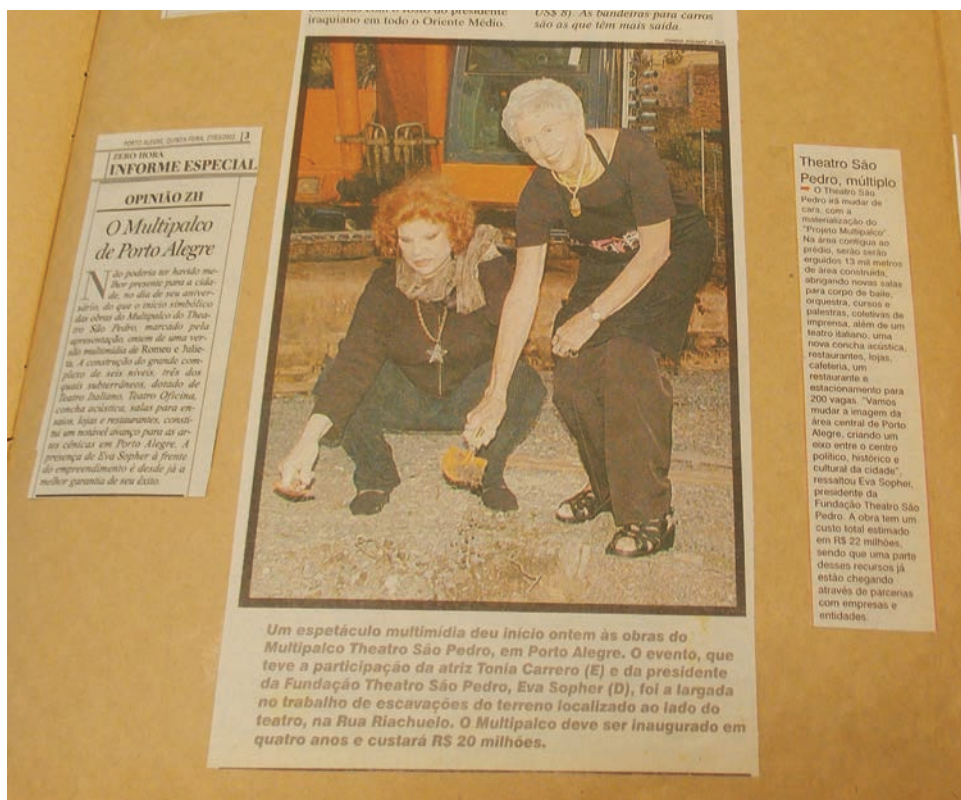 iraquiano em todo o Oriente Médio.
US$ 8). As bandeiras para carros
são as que têm mais saída.
PORTO ALEGRE, QUINTA-FEIRA, 27/03/2003 | 3
ZERO HORA
INFORME ESPECIAL
OPINIÃO ZH
O Multipalco
de Porto Alegre
Não poderia ter havido me-
lhor presente para a cida-
de, no dia de seu aniver-
sário, do que o início simbólico
das obras do Multipalco do Thea-
tro São Pedro, marcado pela
apresentação, ontem de uma ver-
são multimídia de Romeu e Julie-
ta. A construção do grande com-
plexo de seis níveis, três dos
quais subterrâneos, dotado de
Teatro Italiano, Teatro Oficina,
concha acústica, salas para en-
saios, lojas e restaurantes, consti-
tui um notável avanço para as ar-
tes cênicas em Porto Alegre. A
presença de Eva Sopher à frente
do empreendimento é desde já a
melhor garantia de seu êxito.
Um espetáculo multimídia deu início ontem às obras do
Multipalco Theatro São Pedro, em Porto Alegre. O evento, que
teve a participação da atriz Tonia Carrero (E) e da presidente
da Fundação Theatro São Pedro, Eva Sopher (D), foi a largada
no trabalho de escavações do terreno localizado ao lado do
teatro, na Rua Riachuelo. O Multipalco deve ser inaugurado em
quatro anos e custará R$ 20 milhões.
Theatro São
Pedro, múltiplo
O Theatro São
Pedro irá mudar de
cara, com a
materialização do
"Projeto Multipalco".
Na área contígua ao
prédio, serão serão
erguidos 13 mil metros
de área construída,
abrigando novas salas
para corpo de baile,
orquestra, cursos e
palestras, coletivas de
imprensa, além de um
teatro italiano, uma
nova concha acústica,
restaurantes, lojas,
cafeteria, um
restaurante e
estacionamento para
200 vagas. "Vamos
mudar a imagem da
área central de Porto
Alegre, criando um
eixo entre o centro
político, histórico e
cultural da cidade",
ressaltou Eva Sopher,
presidente da
Fundação Theatro São
Pedro. A obra tem um
custo total estimado
em R$ 22 milhões,
sendo que uma parte
desses recursos já
estão chegando
através de parcerias
com empresas e
entidades.